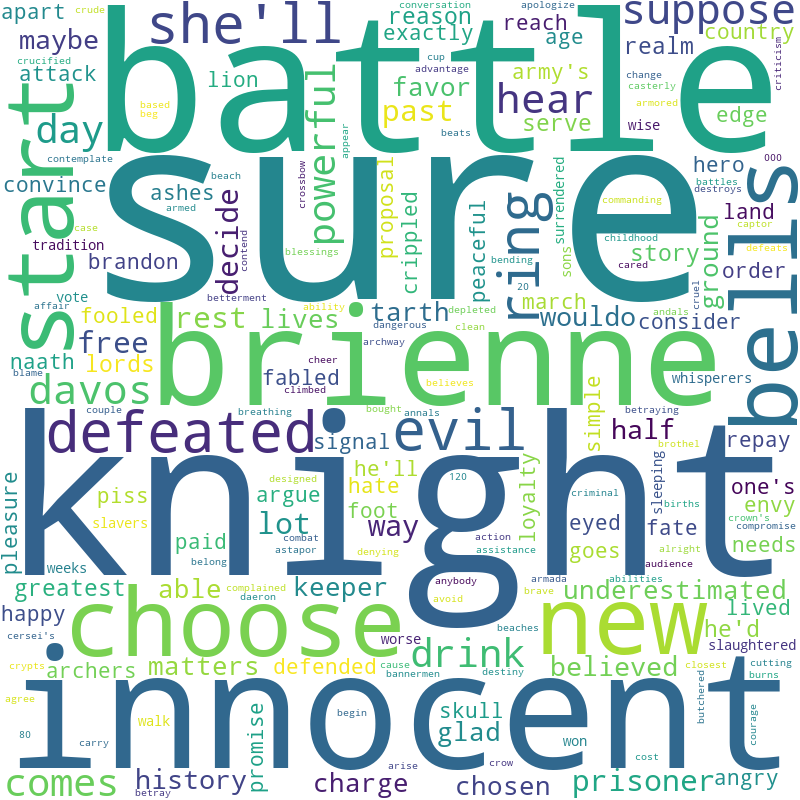 apart
crude
she'll
conversation
apologize
reason
exactly
reach
suppose
country
maybe
battle
cup
age
realm
attack
crucified
lion
advantage
army's
change
casterly
criticism
start
day
based
beg
powerful
favor
past
hear
serve
armored
wise
edge
beats
appear
contemplate
sure
convince
ashes
armed
decide
crossbow
proposal
crippled
peaceful
ring
surrendered
commanding
hero
battles
destroys
000
bells
land
captor
defeats
case
tradition
brandon
contend
beach
blessings
bending
childhood
story
ground
order
vote
affair
betterment
20
sons
cared
cruel
andals
march
fooled
rest
lives
ability
tarth
depleted
wouldo
consider
naath
free
dangerous
clean
blame
lords
brienne
archway
cheer
climbed
fabled
believes
whisperers
davos
couple
breathing
bought
annals
simple
betraying
half
brothel
repay
defeated
signal
evil
knight
pleasure
piss
slavers
designed
he'll
hate
120
loyalty
criminal
sleeping
births
one's
envy
argue
foot
crown's
compromise
paid
combat
lot
way
action
eyed
fate
needs
astapor
denying
assistance
goes
alright
audience
weeks
belong
anybody
armada
abilities
greatest
able
complained
daeron
keeper
avoid
brave
underestimated
lived
happy
cersei's
choose
worse
beaches
new
he'd
slaughtered
crypts
archers
matters
defended
cause
bannermen
drink
destiny
believed
closest
cutting
burns
agree
innocent
walk
promise
begin
skull
glad
won
butchered
courage
80
carry
betray
arise
crow
cost
comes
history
charge
chosen
prisoner
angry